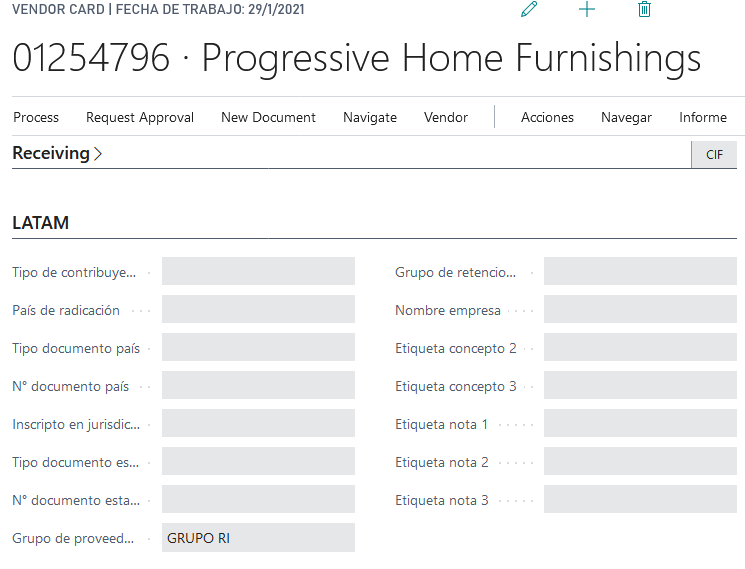 VENDOR CARD | FECHA DE TRABAJO: 29/1/2021
01254796 · Progressive Home Furnishings
Process Request Approval New Document Navigate Vendor Acciones Navegar Informe
Receiving CIF
LATAM
Tipo de contribuye... Grupo de retencio...
País de radicación Nombre empresa
Tipo documento país Etiqueta concepto 2
Nº documento país Etiqueta concepto 3
Inscripto en jurisdic... Etiqueta nota 1
Tipo documento es... Etiqueta nota 2
Nº documento esta... Etiqueta nota 3
Grupo de proveed... GRUPO RI